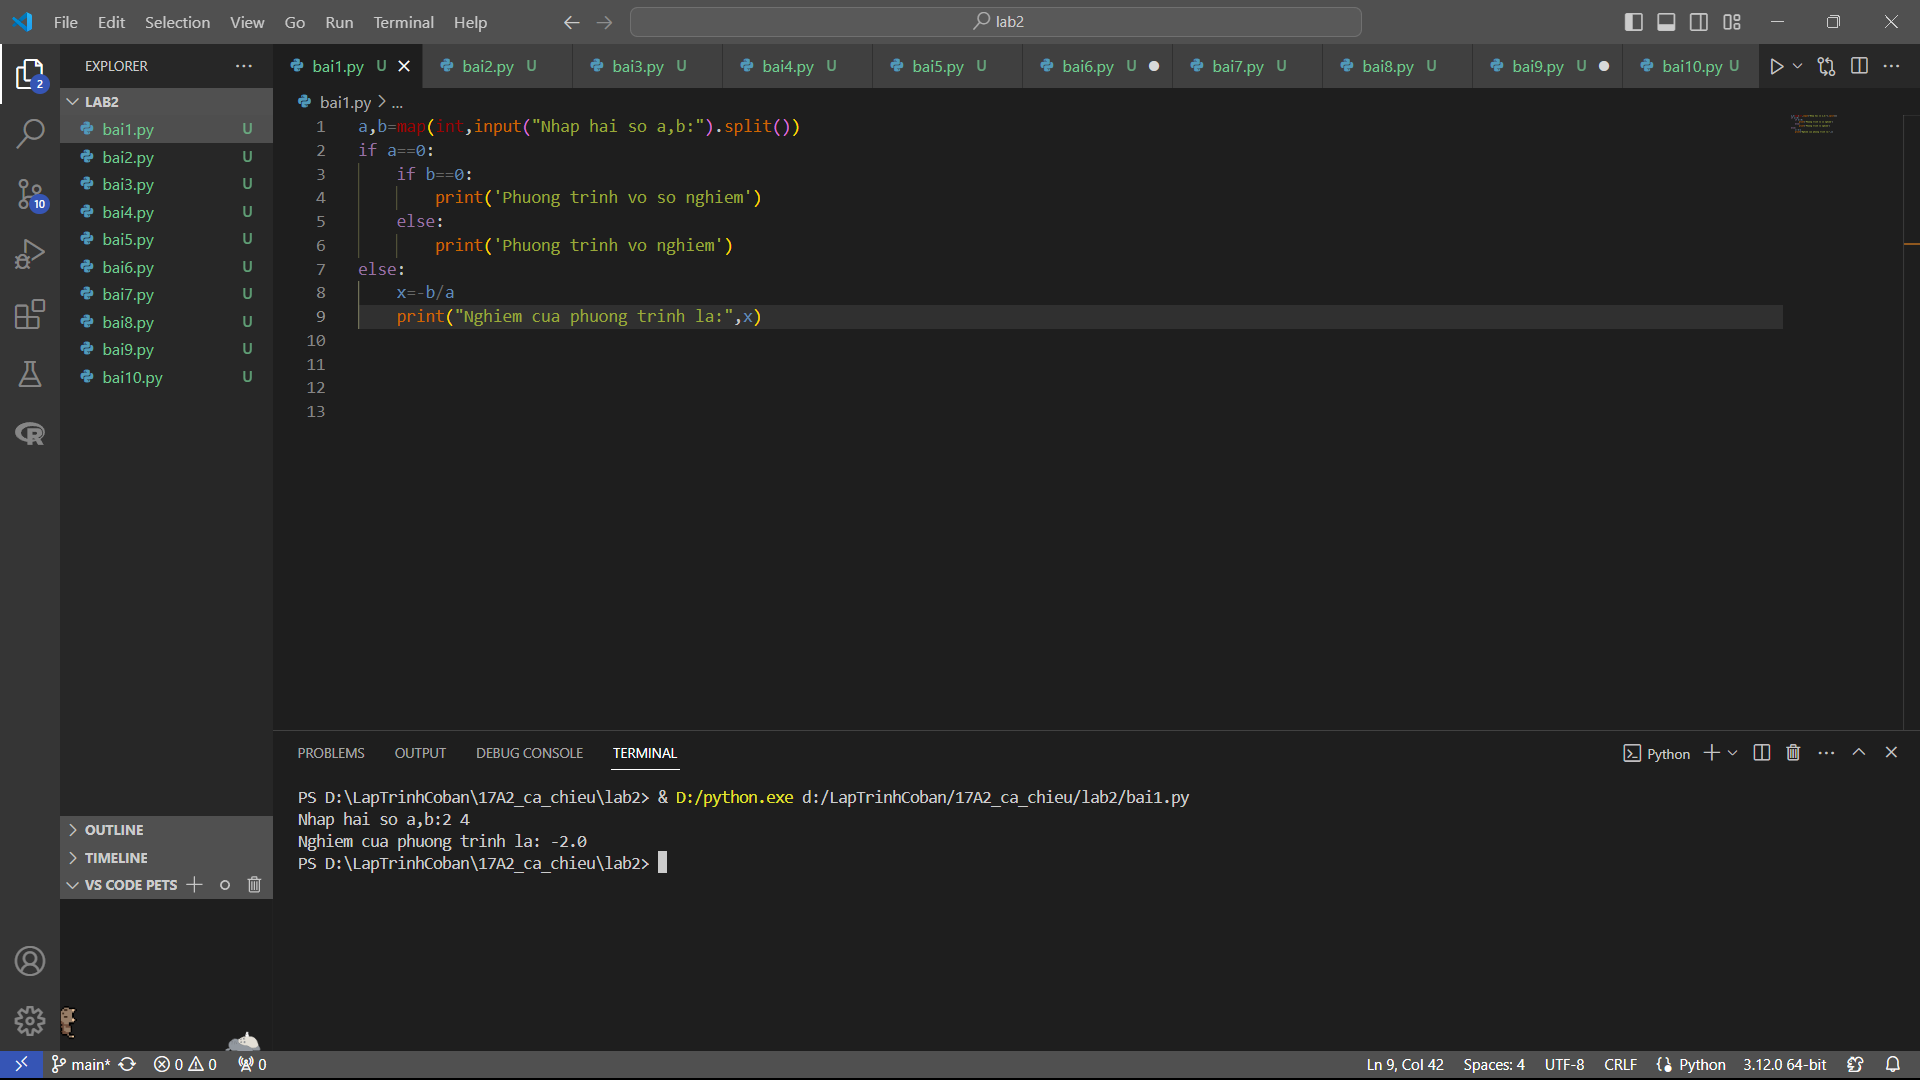 File Edit Selection View Go Run Terminal Help
lab2
EXPLORER
LAB2
bai1.py U
bai2.py U
bai3.py U
bai4.py U
bai5.py U
bai6.py U
bai7.py U
bai8.py U
bai9.py U
bai10.py U
OUTLINE
TIMELINE
VS CODE PETS
2
10
bai1.py U bai2.py U bai3.py U bai4.py U bai5.py U bai6.py U bai7.py U bai8.py U bai9.py U bai10.py U
bai1.py > ...
1 a,b=map(int,input("Nhap hai so a,b:").split())
2 if a==0:
3     if b==0:
4         print('Phuong trinh vo so nghiem')
5     else:
6         print('Phuong trinh vo nghiem')
7 else:
8     x=-b/a
9     print("Nghiem cua phuong trinh la:",x)
10
11
12
13
PROBLEMS OUTPUT DEBUG CONSOLE TERMINAL
Python
PS D:\LapTrinhCoban\17A2_ca_chieu\lab2> & D:/python.exe d:/LapTrinhCoban/17A2_ca_chieu/lab2/bai1.py
Nhap hai so a,b:2 4
Nghiem cua phuong trinh la: -2.0
PS D:\LapTrinhCoban\17A2_ca_chieu\lab2>
main* 0 0 0
Ln 9, Col 42 Spaces: 4 UTF-8 CRLF Python 3.12.0 64-bit